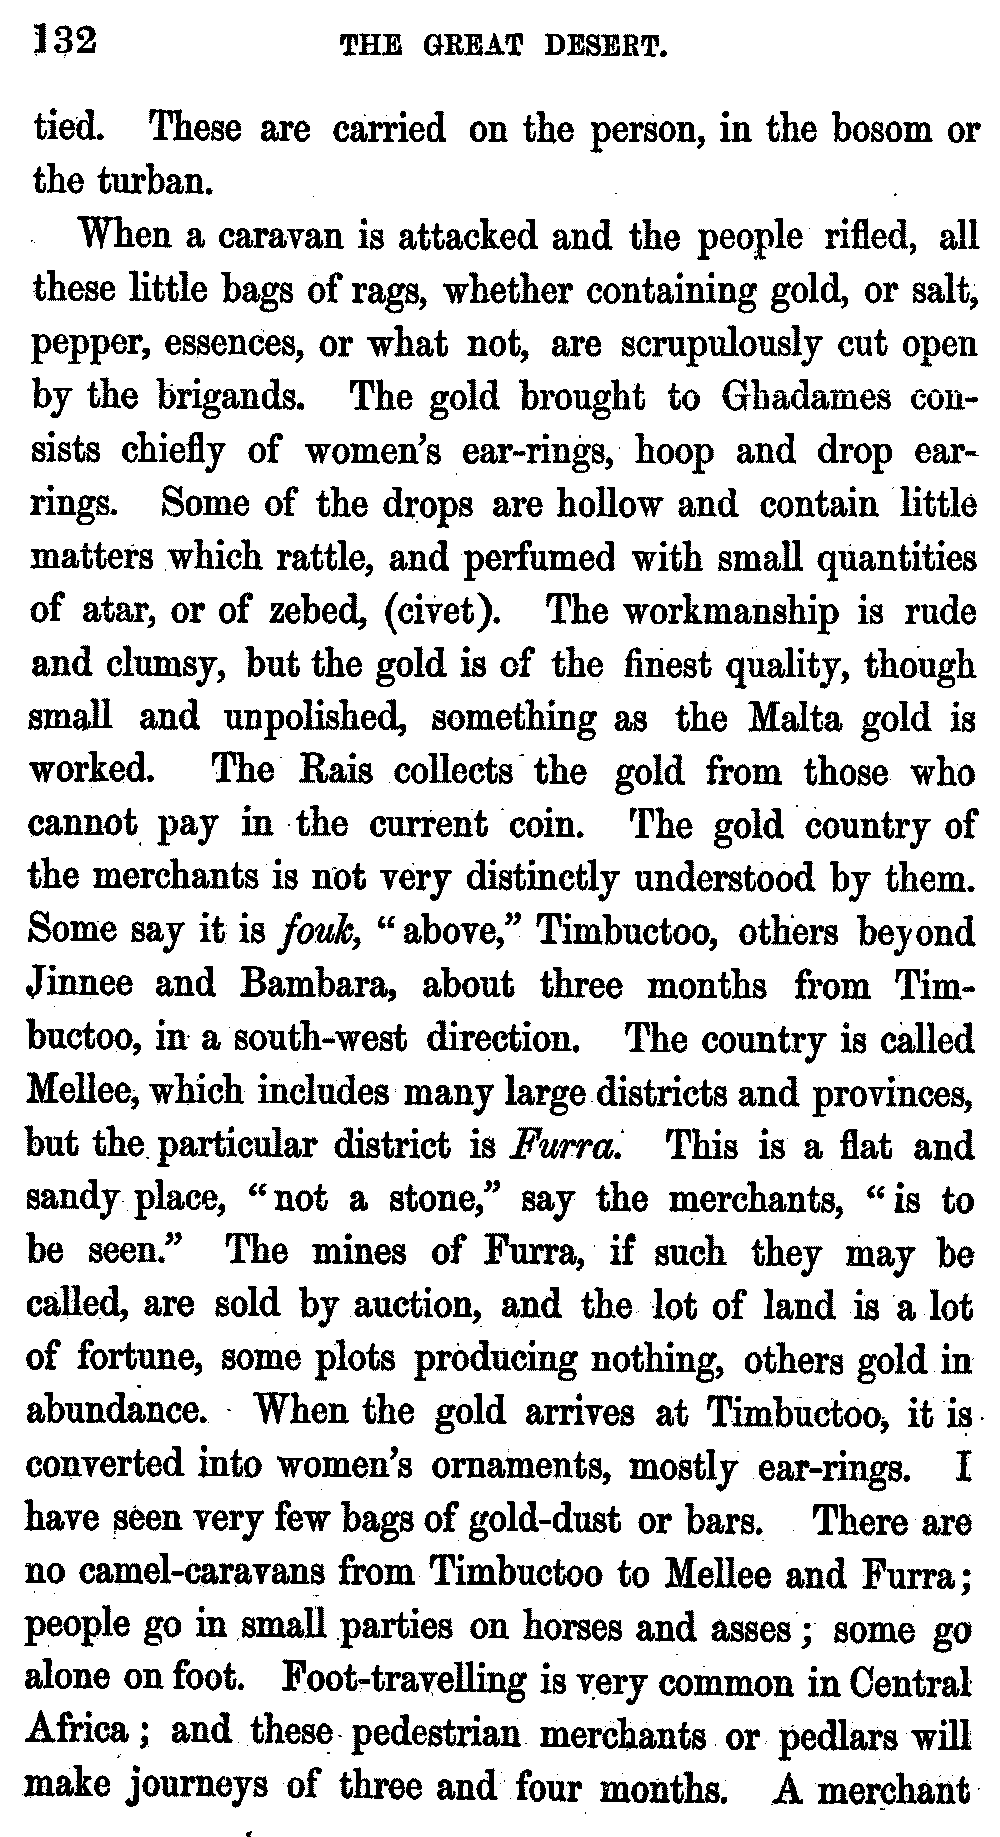 132 THE GREAT DESERT.
tied. These are carried on the person, in the bosom or
the turban.
When a caravan is attacked and the people rifled, all
these little bags of rags, whether containing gold, or salt,
pepper, essences, or what not, are scrupulously cut open
by the brigands. The gold brought to Ghadames con-
sists chiefly of women's ear-rings, hoop and drop ear-
rings. Some of the drops are hollow and contain little
matters which rattle, and perfumed with small quantities
of atar, or of zebed, (civet). The workmanship is rude
and clumsy, but the gold is of the finest quality, though
small and unpolished, something as the Malta gold is
worked. The Rais collects the gold from those who
cannot pay in the current coin. The gold country of
the merchants is not very distinctly understood by them.
Some say it is fouk, "above," Timbuctoo, others beyond
Jinnee and Bambara, about three months from Tim-
buctoo, in a south-west direction. The country is called
Mellee, which includes many large districts and provinces,
but the particular district is Furra. This is a flat and
sandy place, "not a stone," say the merchants, "is to
be seen." The mines of Furra, if such they may be
called, are sold by auction, and the lot of land is a lot
of fortune, some plots producing nothing, others gold in
abundance. When the gold arrives at Timbuctoo, it is
converted into women's ornaments, mostly ear-rings. I
have seen very few bags of gold-dust or bars. There are
no camel-caravans from Timbuctoo to Mellee and Furra;
people go in small parties on horses and asses; some go
alone on foot. Foot-travelling is very common in Central
Africa; and these pedestrian merchants or pedlars will
make journeys of three and four months. A merchant